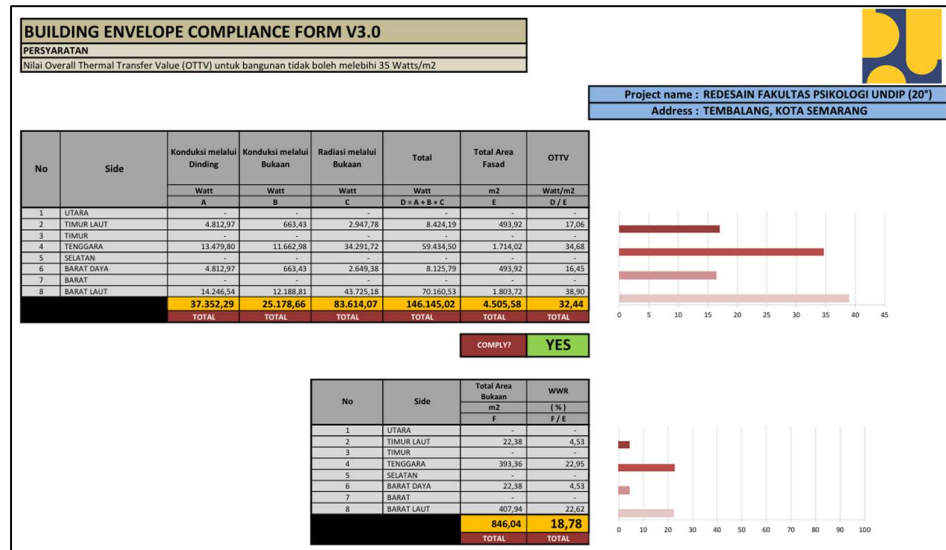 BUILDING ENVELOPE COMPLIANCE FORM V3.0
PERSYARATAN
Nilai Overall Thermal Transfer Value (OTTV) untuk bangunan tidak boleh melebihi 35 Watts/m2
Project name : REDESAIN FAKULTAS PSIKOLOGI UNDIP (20°)
Address : TEMBALANG, KOTA SEMARANG
No Side Konduksi melalui Dinding Konduksi melalui Bukaan Radiasi melalui Bukaan Total Total Area Fasad OTTV
Watt Watt Watt Watt m2 Watt/m2
A B C D = A + B + C E D / E
1 UTARA - - - - - -
2 TIMUR LAUT 4.812,97 663,43 2.947,78 8.424,19 493,92 17,06
3 TIMUR - - - - - -
4 TENGGARA 13.479,80 11.662,98 34.291,72 59.434,50 1.714,02 34,68
5 SELATAN - - - - - -
6 BARAT DAYA 4.812,97 663,43 2.649,38 8.125,79 493,92 16,45
7 BARAT - - - - - -
8 BARAT LAUT 14.246,54 12.188,81 43.725,18 70.160,53 1.803,72 38,90
37.352,29 25.178,66 83.614,07 146.145,02 4.505,58 32,44
TOTAL TOTAL TOTAL TOTAL TOTAL TOTAL
0 5 10 15 20 25 30 35 40 45
COMPLY? YES
No Side Total Area Bukaan WWR
m2 ( % )
F F / E
1 UTARA - -
2 TIMUR LAUT 22,38 4,53
3 TIMUR - -
4 TENGGARA 393,36 22,95
5 SELATAN - -
6 BARAT DAYA 22,38 4,53
7 BARAT - -
8 BARAT LAUT 407,94 22,62
846,04 18,78
TOTAL TOTAL
0 10 20 30 40 50 60 70 80 90 100